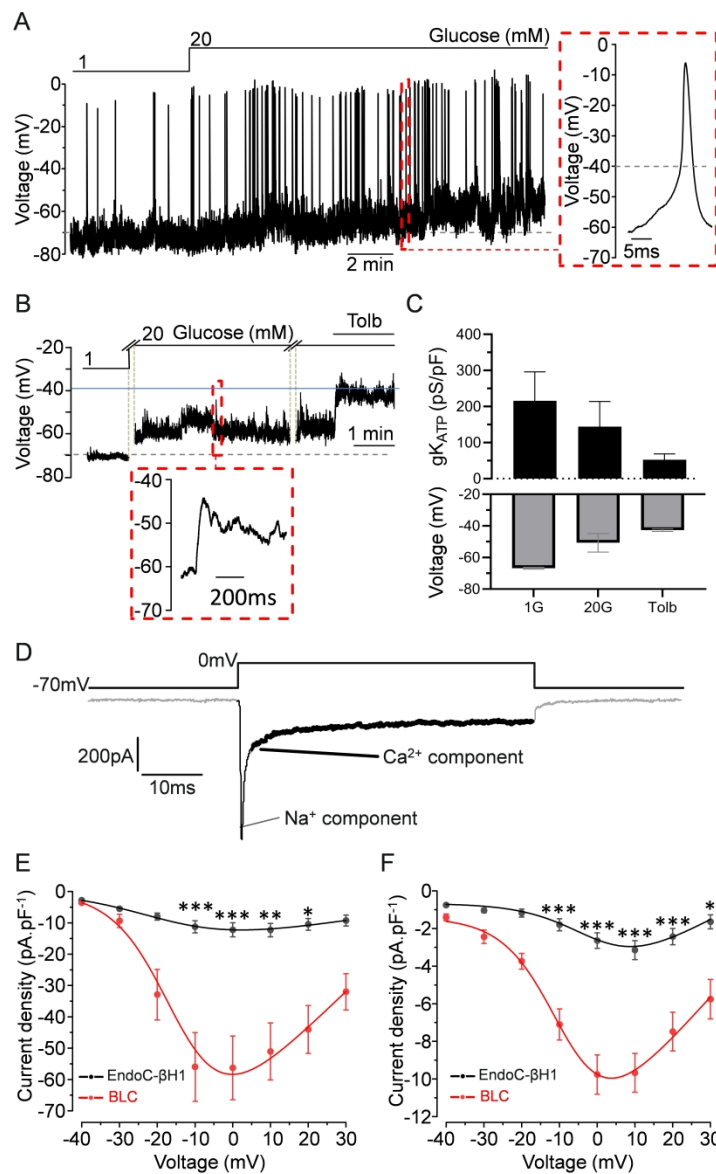 A
1
20
Glucose (mM)
0
-20
-40
-60
-80
Voltage (mV)
2 min
0
-10
-20
-30
-40
-50
-60
-70
Voltage (mV)
5ms
B
Tolb
1
20 Glucose (mM)
-20
-40
-60
-80
Voltage (mV)
1 min
-40
-50
-60
-70
200ms
C
400
300
200
100
0
gKATP (pS/pF)
-20
-40
-60
-80
Voltage (mV)
1G 20G Tolb
D
0mV
-70mV
200pA
10ms
Ca2+ component
Na+ component
E
0
-10
-20
-30
-40
-50
-60
-70
Current density (pA.pF-1)
*** *** ** *
EndoC-βH1
BLC
-40 -30 -20 -10 0 10 20 30
Voltage (mV)
F
0
-2
-4
-6
-8
-10
-12
Current density (pA.pF-1)
*** *** *** *** *
EndoC-βH1
BLC
-40 -30 -20 -10 0 10 20 30
Voltage (mV)